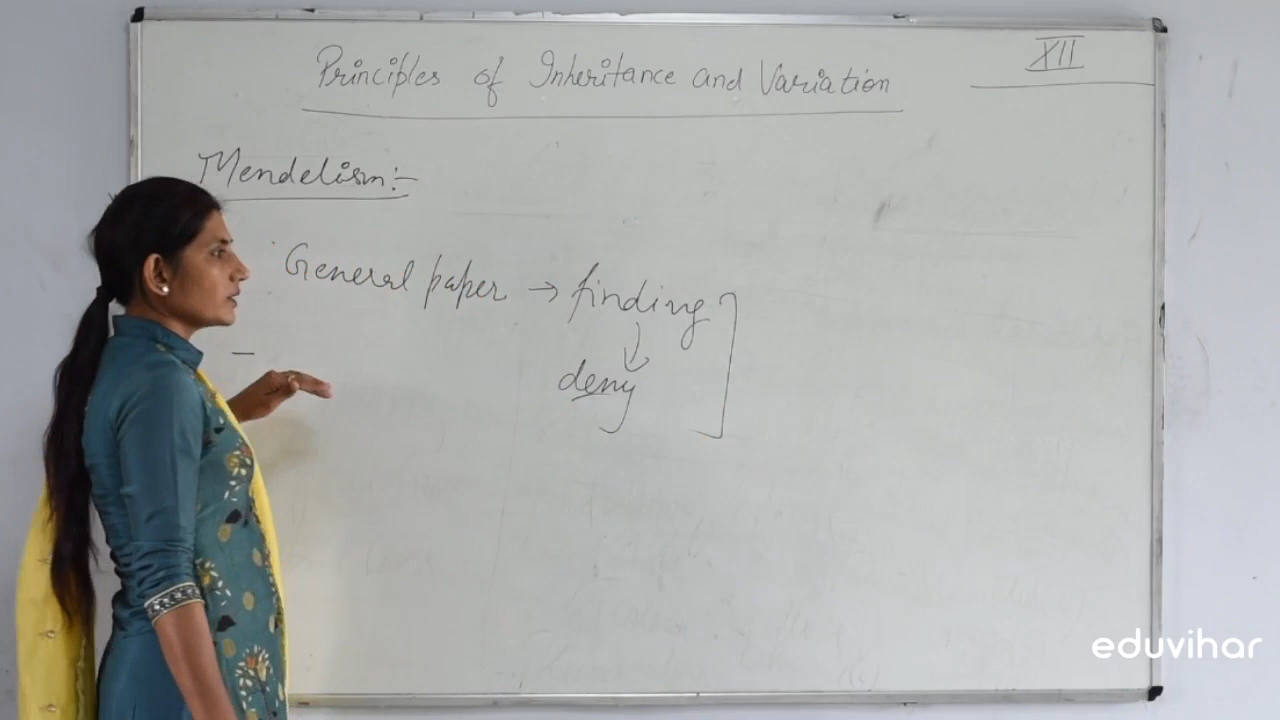 Principles of Inheritance and Variation
XII
Mendelism:-
General paper → finding
↓
deny
eduvihar